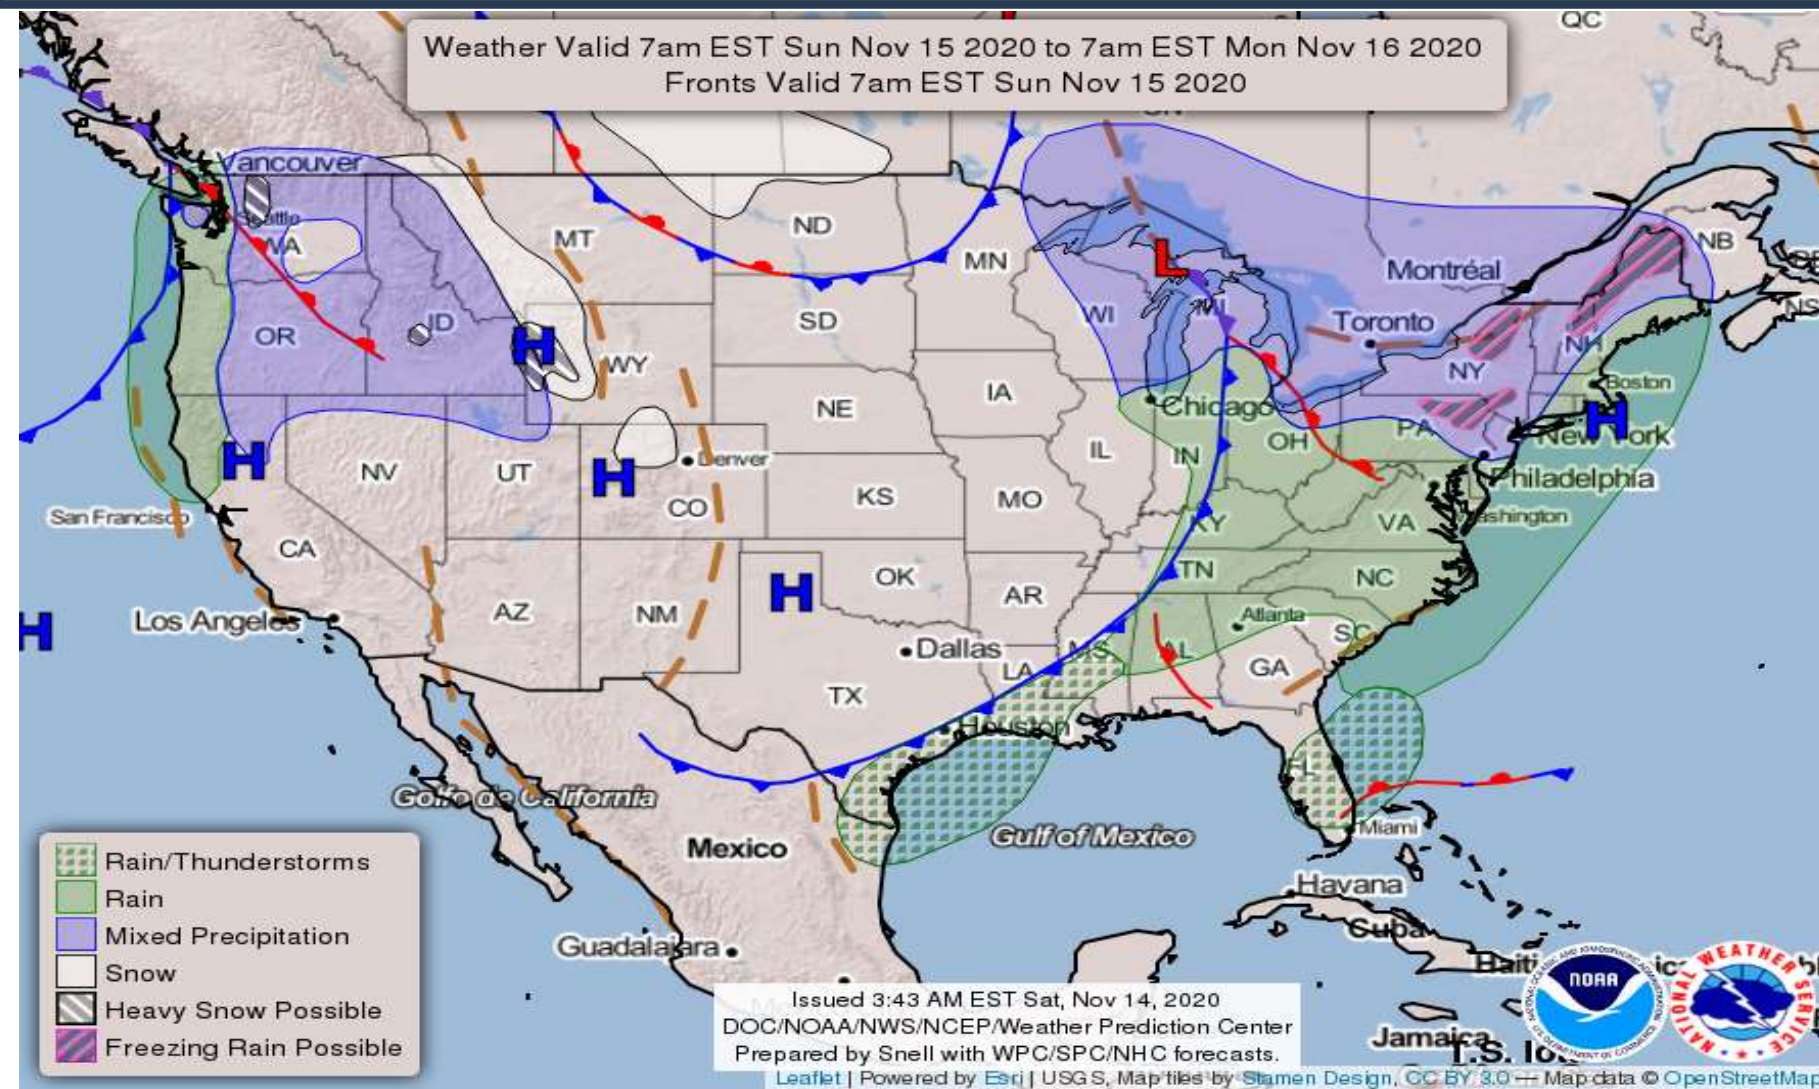 Weather Valid 7am EST Sun Nov 15 2020 to 7am EST Mon Nov 16 2020
Fronts Valid 7am EST Sun Nov 15 2020
QC
Vancouver
Seattle
WA
MT
ND
MN
NB
Montréal
OR
ID
SD
WI
MI
Toronto
NH
NS
WY
NE
IA
NY
Boston
Chicago
H
H
L
New York
H
H
NV
UT
Denver
CO
KS
MO
IL
IN
OH
PA
Philadelphia
San Francisco
CA
KY
VA
H
H
AZ
NM
OK
AR
TN
NC
Los Angeles
Dallas
LA
MS
AL
Atlanta
GA
SC
TX
Houston
FL
Golfo de California
Mexico
Gulf of Mexico
Miami
Havana
Cuba
Guadalajara
Haiti
Jamaica
T.S.
Rain/Thunderstorms
Rain
Mixed Precipitation
Snow
Heavy Snow Possible
Freezing Rain Possible
Issued 3:43 AM EST Sat, Nov 14, 2020
DOC/NOAA/NWS/NCEP/Weather Prediction Center
Prepared by Snell with WPC/SPC/NHC forecasts.
Leaflet | Powered by Esri | USGS, Map tiles by Stamen Design, CC BY 3.0 — Map data © OpenStreetMap
NOAA
NATIONAL WEATHER SERVICE